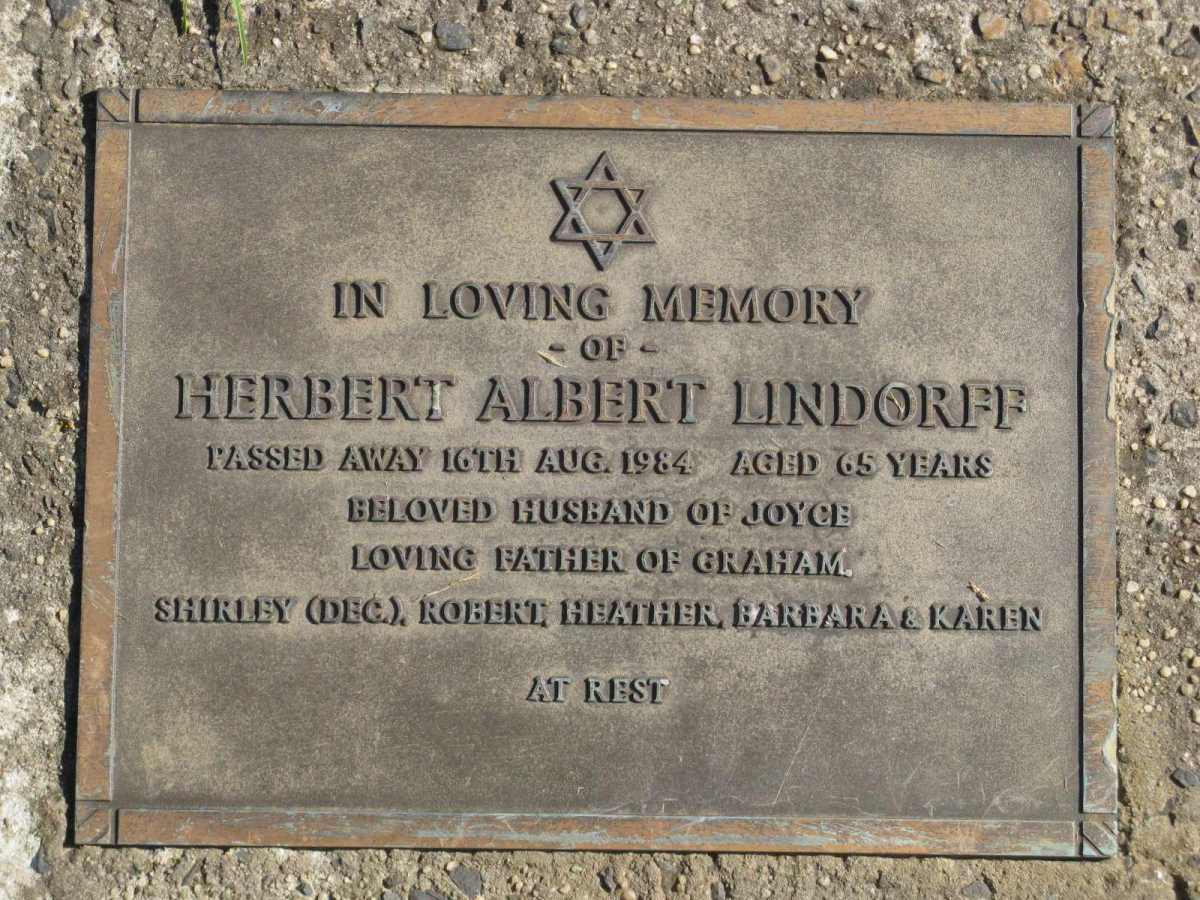 IN LOVING MEMORY
- OF -
HERBERT ALBERT LINDORFF
PASSED AWAY 16TH AUG. 1984 AGED 65 YEARS
BELOVED HUSBAND OF JOYCE
LOVING FATHER OF GRAHAM,
SHIRLEY (DEC.), ROBERT, HEATHER, BARBARA & KAREN
AT REST